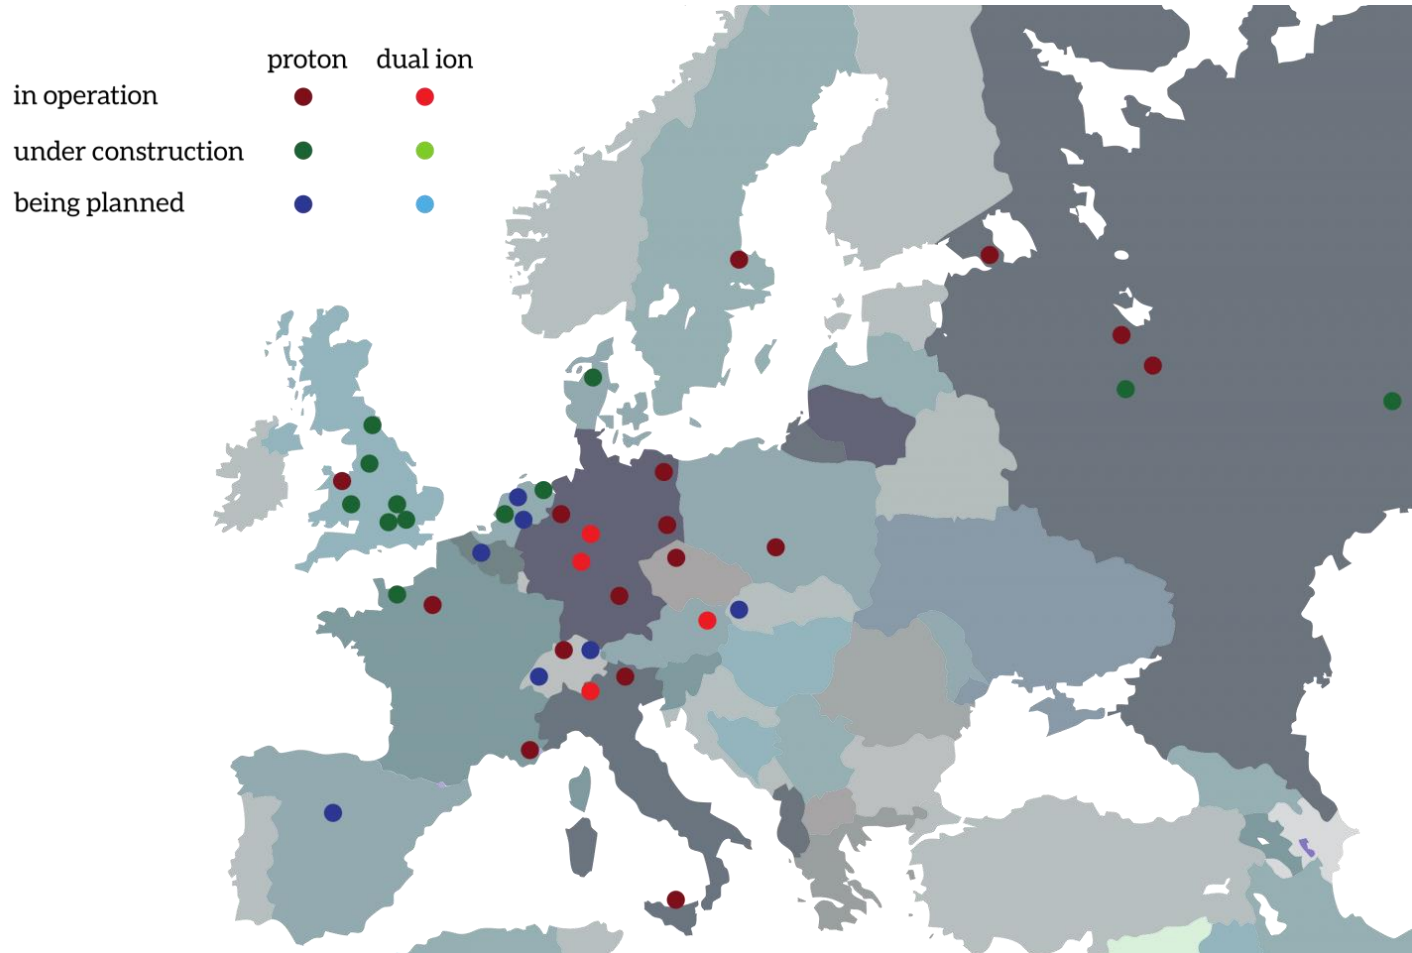 proton dual ion
in operation
under construction
being planned